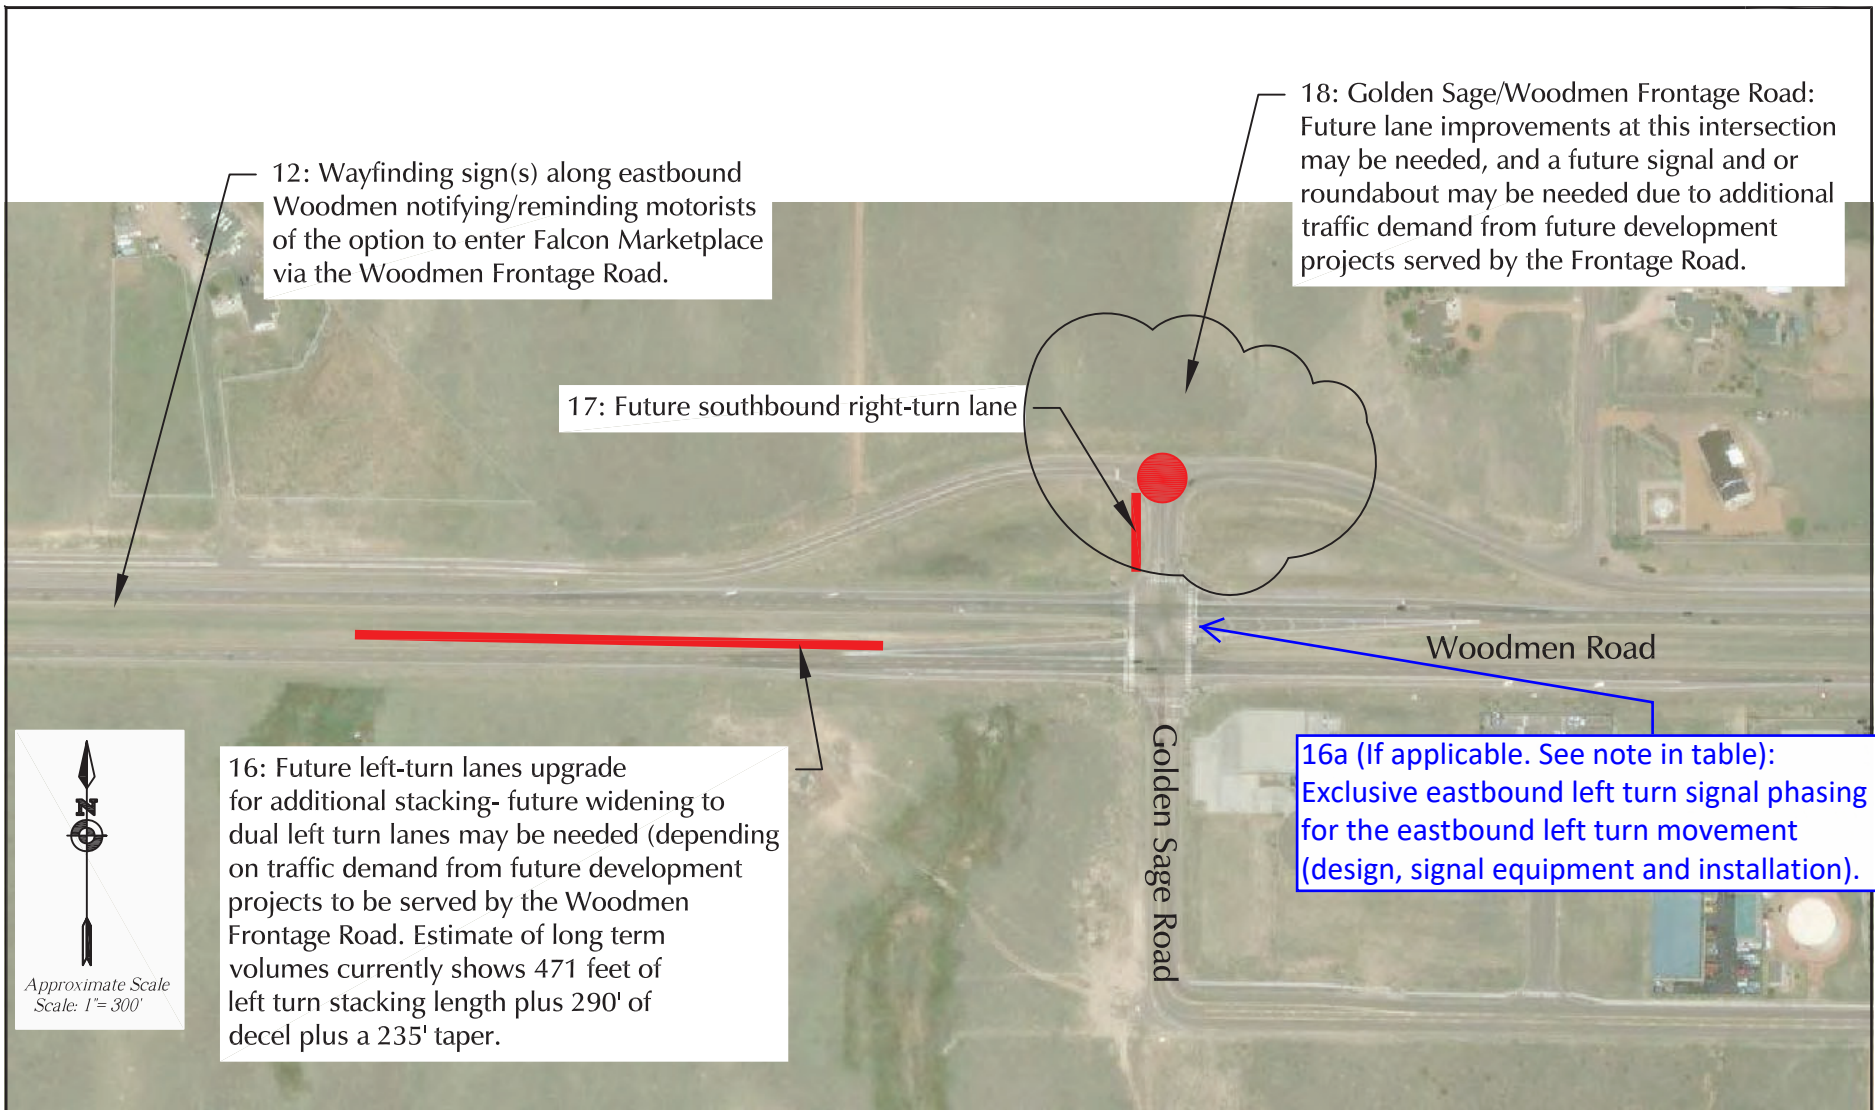 12: Wayfinding sign(s) along eastbound
Woodmen notifying/reminding motorists
of the option to enter Falcon Marketplace
via the Woodmen Frontage Road.
18: Golden Sage/Woodmen Frontage Road:
Future lane improvements at this intersection
may be needed, and a future signal and or
roundabout may be needed due to additional
traffic demand from future development
projects served by the Frontage Road.
17: Future southbound right-turn lane
Woodmen Road
Golden Sage Road
16a (If applicable. See note in table):
Exclusive eastbound left turn signal phasing
for the eastbound left turn movement
(design, signal equipment and installation).
16: Future left-turn lanes upgrade
for additional stacking- future widening to
dual left turn lanes may be needed (depending
on traffic demand from future development
projects to be served by the Woodmen
Frontage Road. Estimate of long term
volumes currently shows 471 feet of
left turn stacking length plus 290' of
decel plus a 235' taper.
N
Approximate Scale
Scale: 1"= 300'